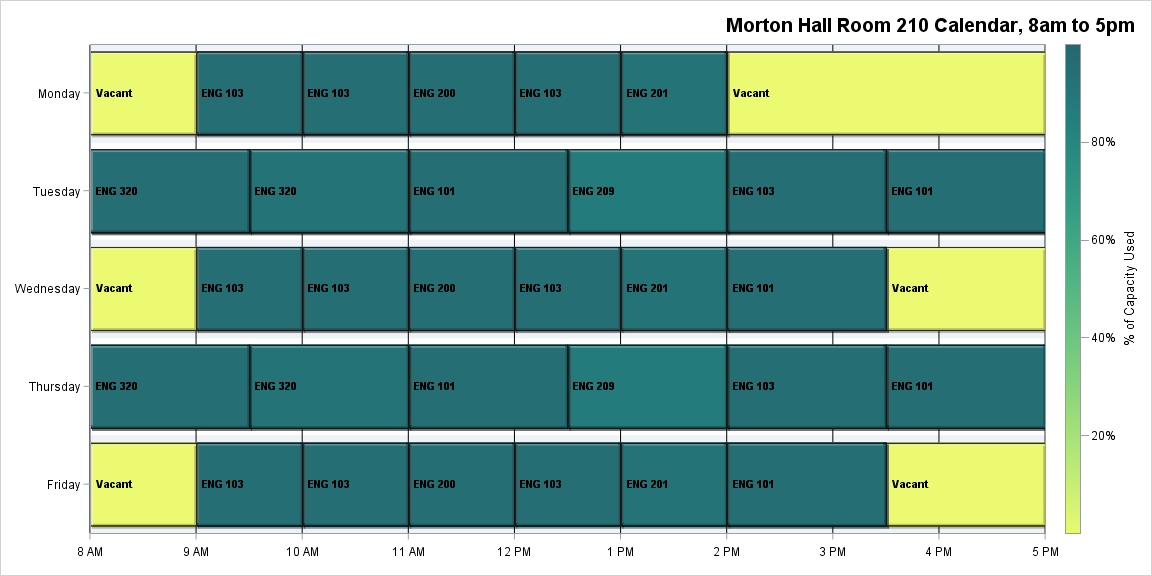 Morton Hall Room 210 Calendar, 8am to 5pm
Monday
Vacant
ENG 103
ENG 103
ENG 200
ENG 103
ENG 201
Vacant
Tuesday
ENG 320
ENG 320
ENG 101
ENG 209
ENG 103
ENG 101
Wednesday
Vacant
ENG 103
ENG 103
ENG 200
ENG 103
ENG 201
ENG 101
Vacant
Thursday
ENG 320
ENG 320
ENG 101
ENG 209
ENG 103
ENG 101
Friday
Vacant
ENG 103
ENG 103
ENG 200
ENG 103
ENG 201
ENG 101
Vacant
8 AM
9 AM
10 AM
11 AM
12 PM
1 PM
2 PM
3 PM
4 PM
5 PM
80%
60%
40%
20%
% of Capacity Used